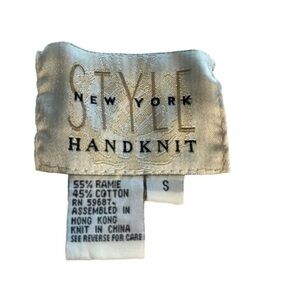 STYLE
NEW YORK
HANDKNIT
55% RAMIE
45% COTTON
RN 59687
ASSEMBLED IN
HONG KONG
KNIT IN CHINA
SEE REVERSE FOR CARE
S